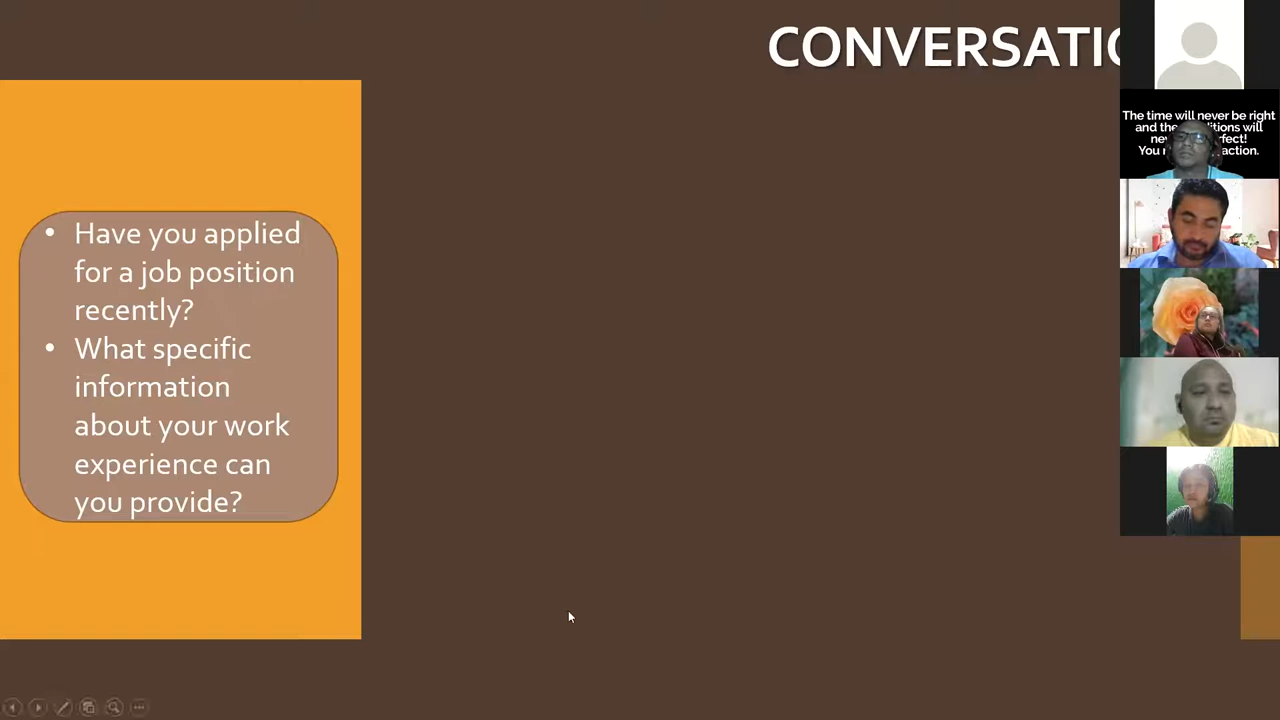 CONVERSATIO
• Have you applied
for a job position
recently?
• What specific
information
about your work
experience can
you provide?
The time will never be right
and the
will
You
action.